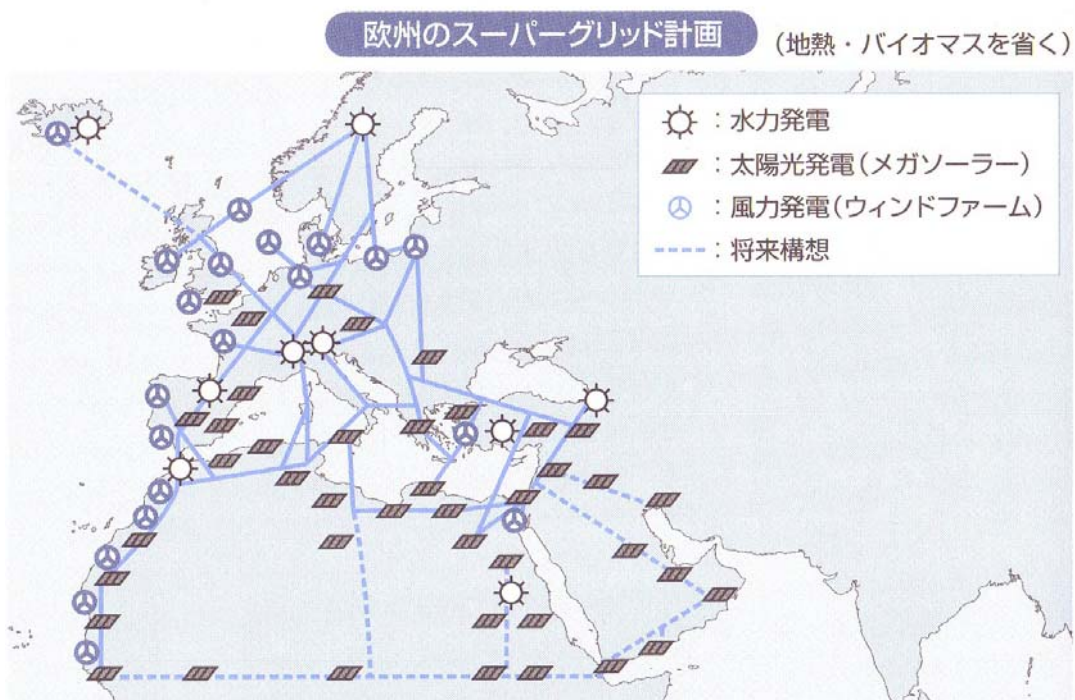 欧州のスーパーグリッド計画
(地熱・バイオマスを省く)
：水力発電
：太陽光発電(メガソーラー)
：風力発電(ウィンドファーム)
：将来構想